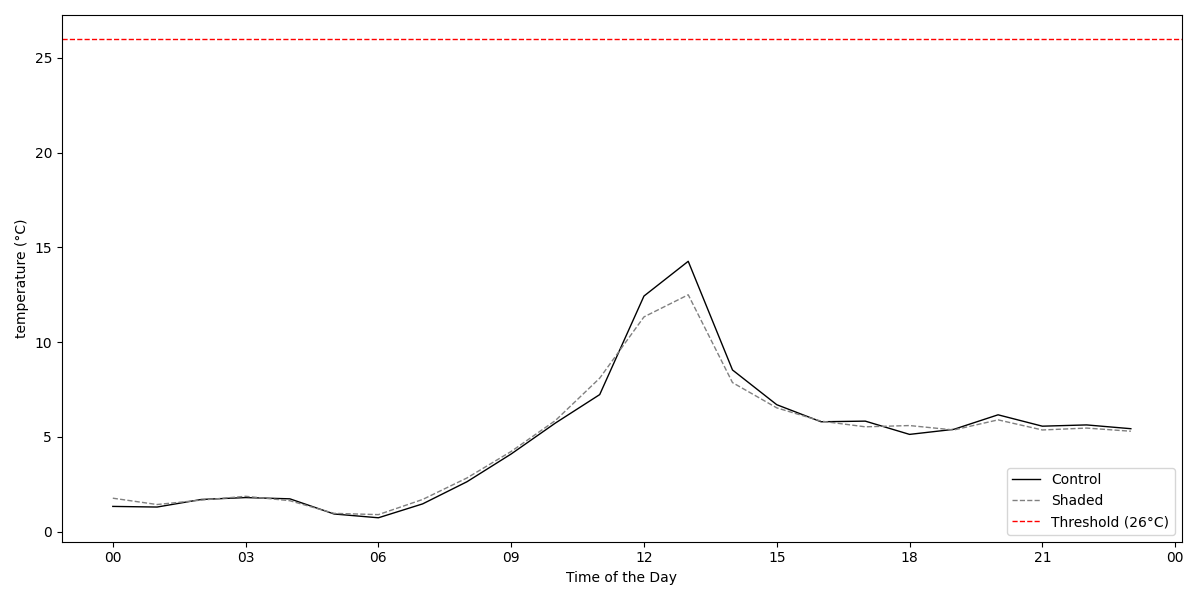 25
20
15
10
5
0
temperature (°C)
Control
Shaded
Threshold (26°C)
00 03 06 09 12 15 18 21 00
Time of the Day